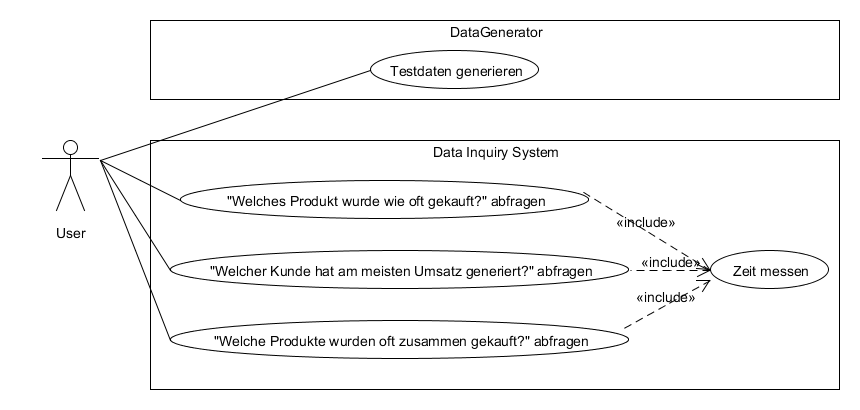 DataGenerator
Testdaten generieren
Data Inquiry System
"Welches Produkt wurde wie oft gekauft?" abfragen
«include»
User
"Welcher Kunde hat am meisten Umsatz generiert?" abfragen
«include»
Zeit messen
«include»
"Welche Produkte wurden oft zusammen gekauft?" abfragen